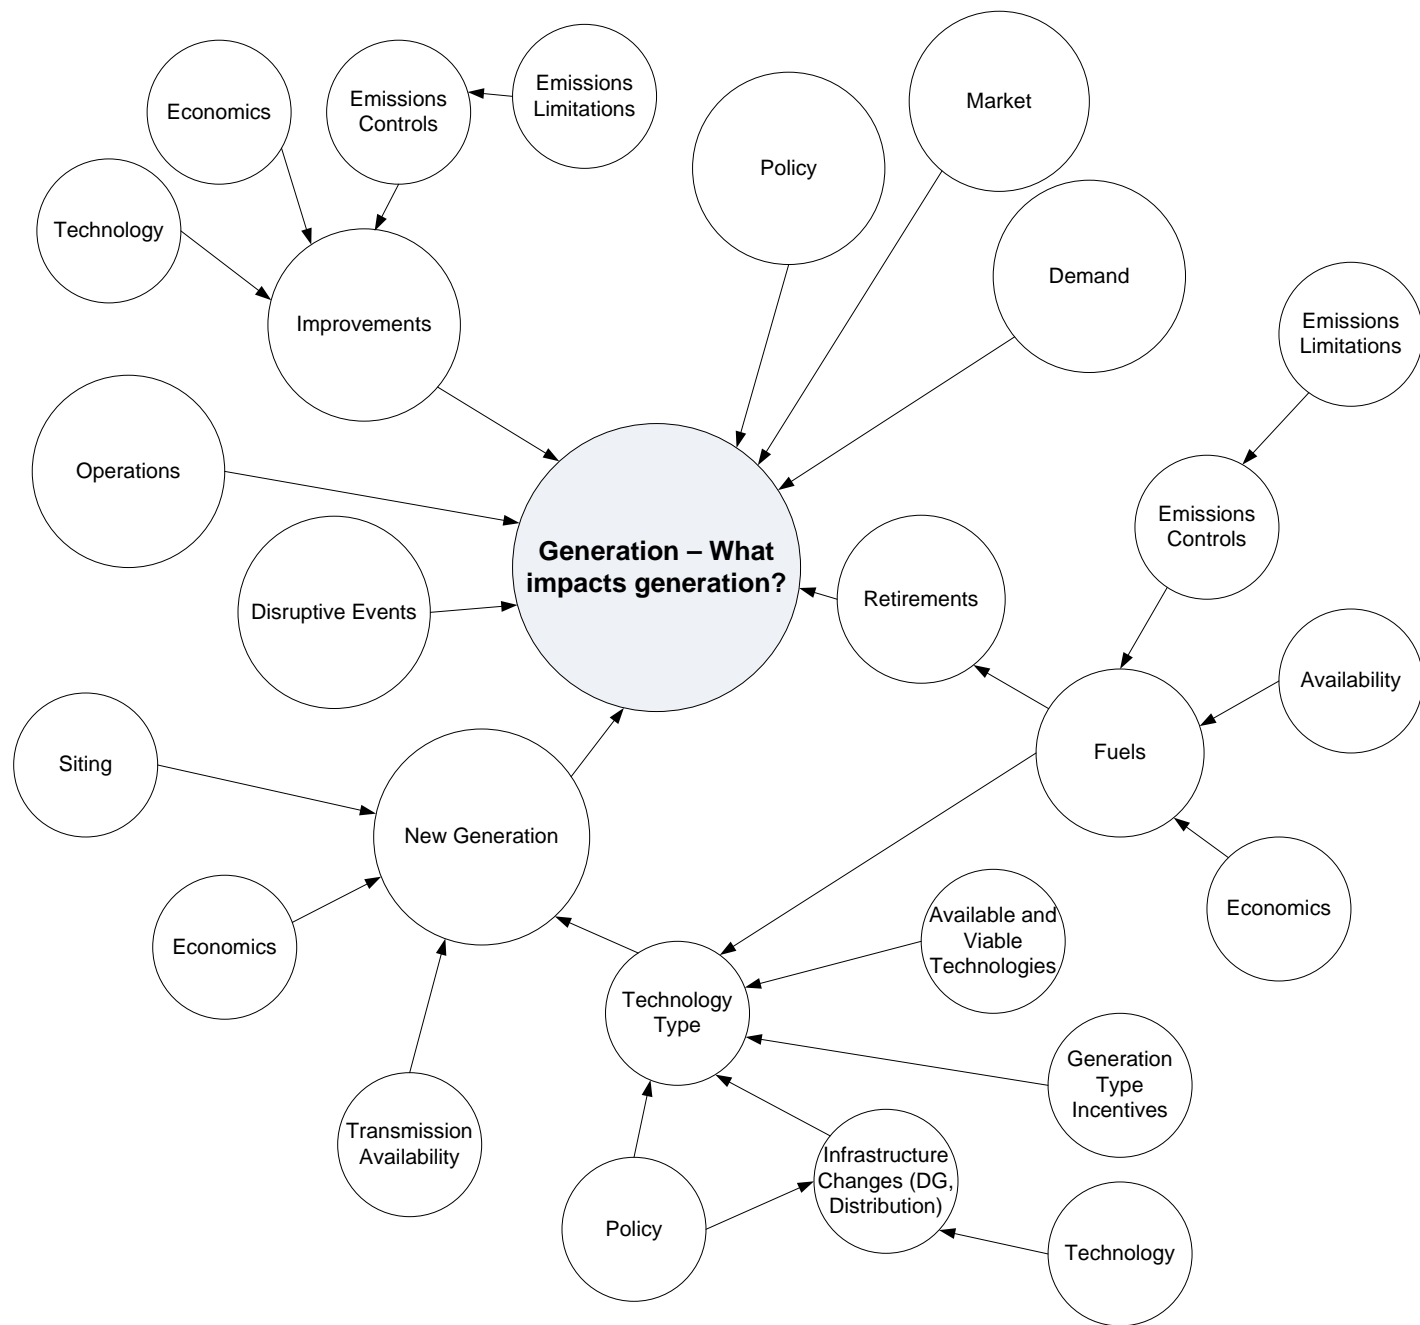 Economics
Emissions
Controls
Emissions
Limitations
Market
Policy
Technology
Demand
Improvements
Emissions
Limitations
Operations
Emissions
Controls
Generation – What
impacts generation?
Retirements
Disruptive Events
Availability
Siting
Fuels
New Generation
Economics
Available and
Viable
Technologies
Economics
Technology
Type
Generation
Type
Incentives
Transmission
Availability
Infrastructure
Changes (DG,
Distribution)
Policy
Technology